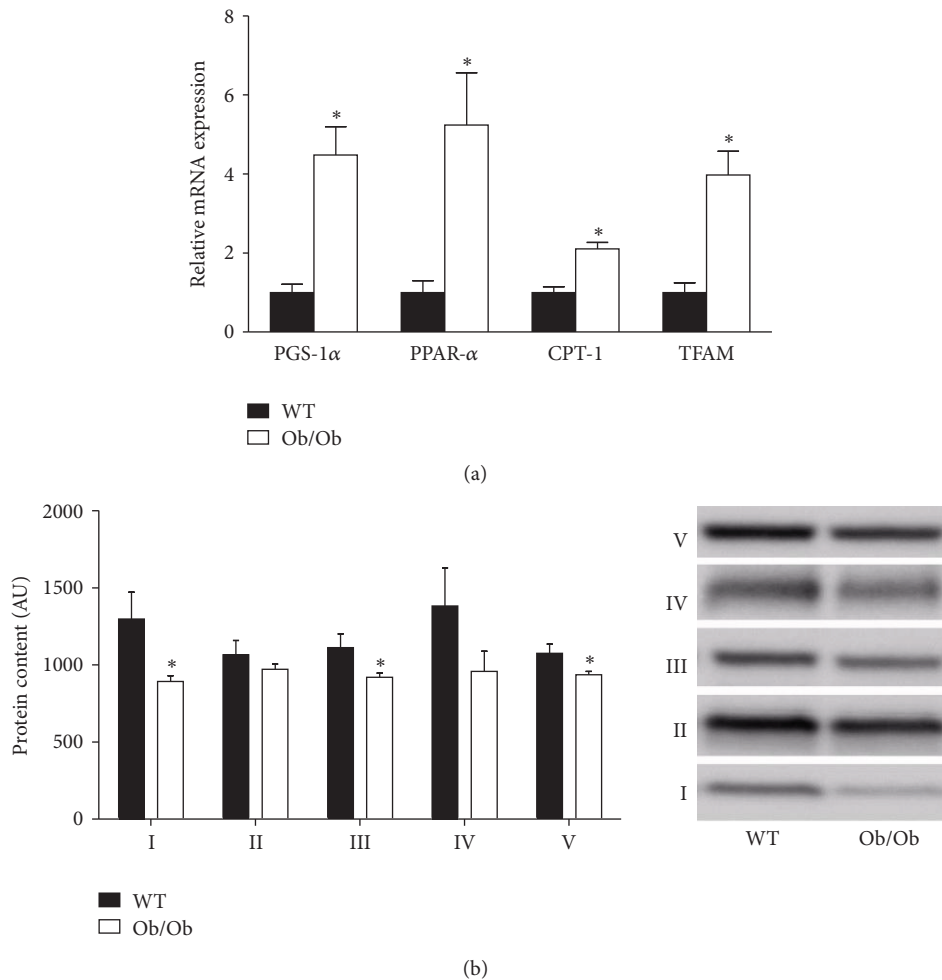 8
6
4
2
0
Relative mRNA expression
*
*
*
*
PGS-1α
PPAR-α
CPT-1
TFAM
WT
Ob/Ob
(a)
2000
1500
1000
500
0
Protein content (AU)
*
*
*
I
II
III
IV
V
WT
Ob/Ob
V
IV
III
II
I
WT
Ob/Ob
(b)